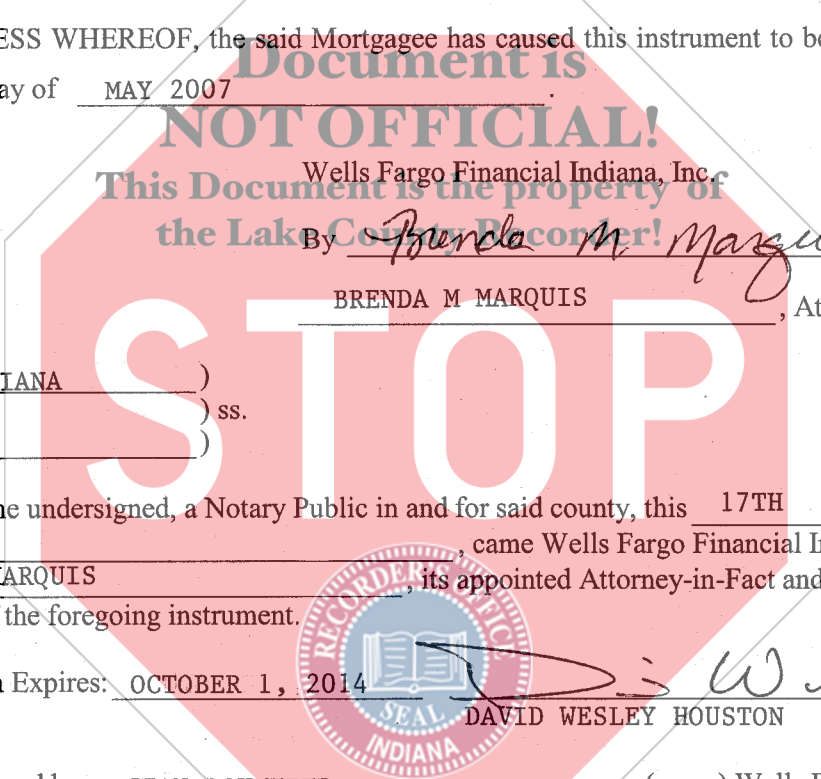 ESS WHEREOF, the said Mortgagee has caused this instrument to be
Document is
ay of MAY 2007.
NOT OFFICIAL!
Wells Fargo Financial Indiana, Inc.
This Document is the property of
the Lake County Recorder!
By Brenda M Marqu
BRENDA M MARQUIS, At
STOP
IANA )
) ss.
)
ne undersigned, a Notary Public in and for said county, this 17TH
, came Wells Fargo Financial In
ARQUIS, its appointed Attorney-in-Fact and
the foregoing instrument.
RECORDER'S OFFICE
SEAL
INDIANA
Expires: OCTOBER 1, 2014
W
DAVID WESLEY HOUSTON